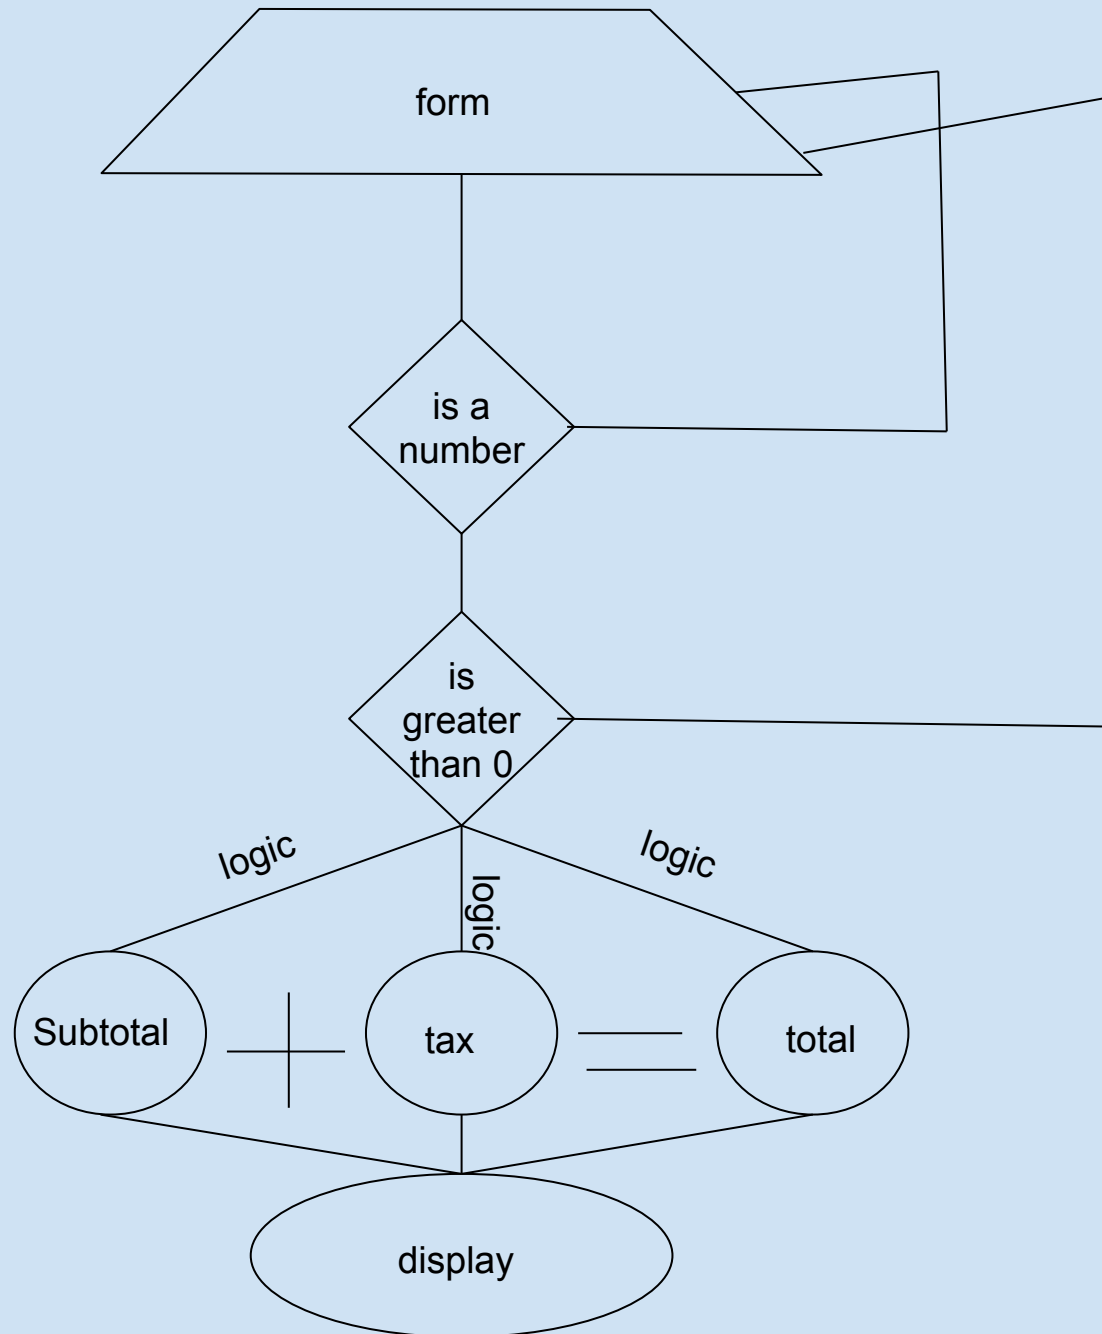 form
is a
number
is
greater
than 0
logic
logic
logic
Subtotal
tax
total
display